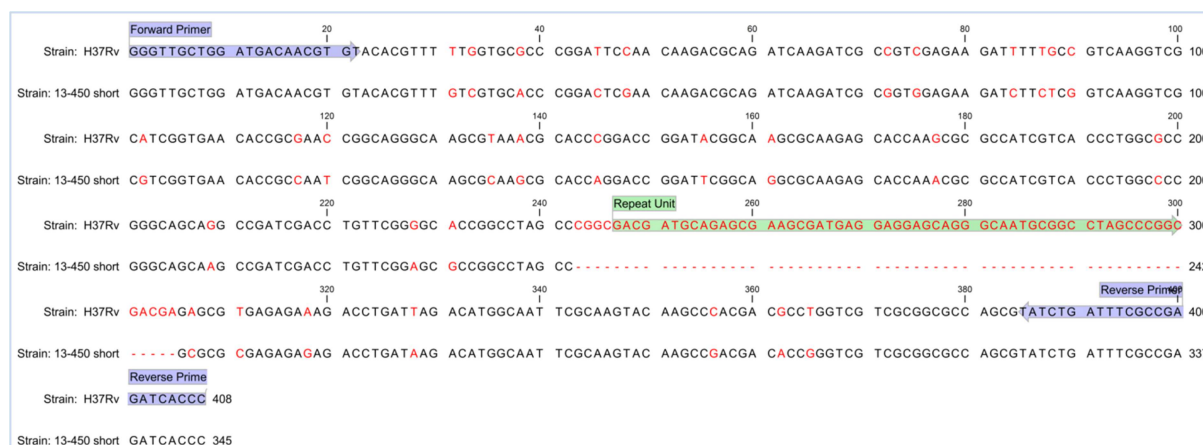 Forward Primer 20 40 60 80 100
Strain: H37Rv GGGTTGCTGG ATGACAACGT GTACACGTTT TTGGTGCGCC CGGATTCCAA CAAGACGCAG ATCAAGATCG CCGTCGAGAA GATTTTTGCC GTCAAGGTCG 100
Strain: 13-450 short GGGTTGCTGG ATGACAACGT GTACACGTTT GTCGTGCACC CGGACTCGAA CAAGACGCAG ATCAAGATCG CGGTGGAGAA GATCTTCTCG GTCAAGGTCG 100
120 140 160 180 200
Strain: H37Rv CATCGGTGAA CACCGCGAAC CGGCAGGGCA AGCGTAAACG CACCCGGACC GGATACGGCA AGCGCAAGAG CACCAAGCGC GCCATCGTCA CCCTGGCGCC 200
Strain: 13-450 short CGTCGGTGAA CACCGCCAAT CGGCAGGGCA AGCGCAAGCG CACCAGGACC GGATTCGGCA GGCGCAAGAG CACCAAACGC GCCATCGTCA CCCTGGCCCC 200
220 240 Repeat Unit 260 280 300
Strain: H37Rv GGGCAGCAGG CCGATCGACC TGTTCGGGGC ACCGGCCTAG CCCGGCGACG ATGCAGAGCG AAGCGATGAG GAGGAGCAGG GCAATGCGGC CTAGCCCGGC 300
Strain: 13-450 short GGGCAGCAAG CCGATCGACC TGTTCGGAGC GCCGGCCTAG CC-------- ---------- ---------- ---------- ---------- ---------- 242
320 340 360 380 Reverse Primer 400
Strain: H37Rv GACGAGAGCG TGAGAGAAAG ACCTGATTAG ACATGGCAAT TCGCAAGTAC AAGCCCACGA CGCCTGGTCG TCGCGGCGCC AGCGTATCTG ATTTCGCCGA 400
Strain: 13-450 short -----GCGCG CGAGAGAGAG ACCTGATAAG ACATGGCAAT TCGCAAGTAC AAGCCGACGA CACCGGGTCG TCGCGGCGCC AGCGTATCTG ATTTCGCCGA 337
Reverse Prime
Strain: H37Rv GATCACCC 408
Strain: 13-450 short GATCACCC 345